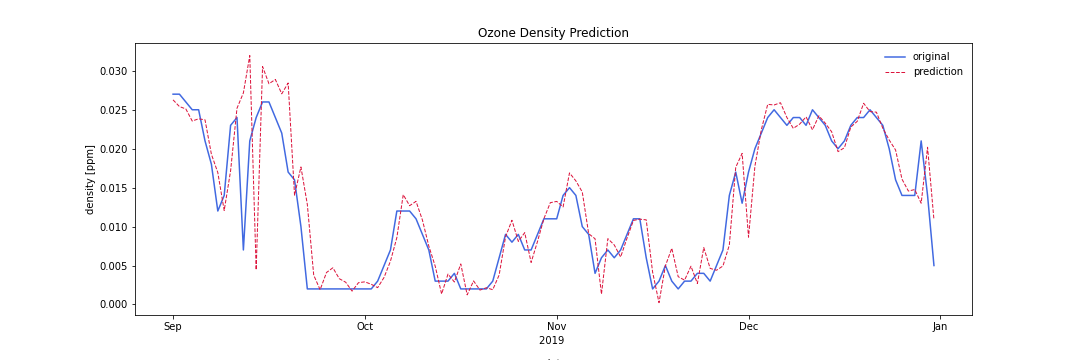 Ozone Density Prediction
original
prediction
density [ppm]
0.030
0.025
0.020
0.015
0.010
0.005
0.000
Sep
Oct
Nov
Dec
Jan
2019